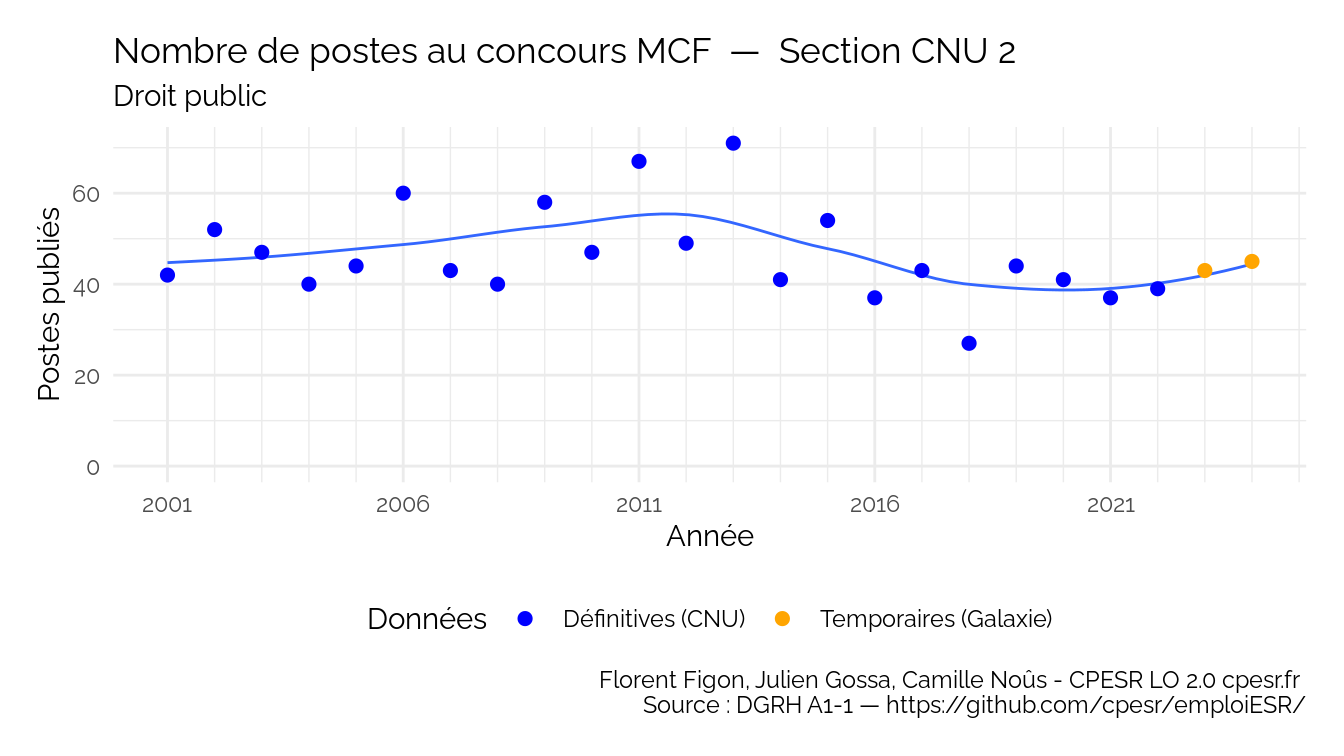 Nombre de postes au concours MCF — Section CNU 2
Droit public
Postes publiés
60
40
20
0
2001 2006 2011 2016 2021
Année
Données Définitives (CNU) Temporaires (Galaxie)
Florent Figon, Julien Gossa, Camille Noûs - CPESR LO 2.0 cpesr.fr
Source : DGRH A1-1 — https://github.com/cpesr/emploiESR/